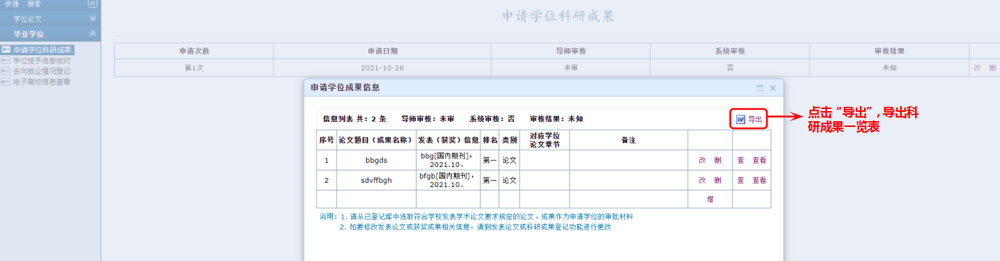 快捷 搜索
学位论文
毕业学位
申请学位科研成果
学位授予信息核对
去向就业情况登记
电子离校信息查看
申请学位科研成果
申请次数 申请日期 导师审核 系统审核 审核结果
第1次 2021-10-26 未审 否 未知 改 删
申请学位成果信息
信息列表 共: 2 条 导师审核: 未审 系统审核: 否 审核结果: 未知 导出
序号 论文题目(成果名称) 发表(获奖)信息 排名 类别 对应学位论文章节 备注
1 bbgds bbg[国内期刊], 2021.10. 第一 论文 改 删 查 查看
2 sdvffbgh bfgb[国内期刊], 2021.10. 第一 论文 改 删 查 查看
增
说明: 1. 请从已登记库中选取符合学校发表学术论文要求规定的论文、成果作为申请学位的审批材料
2. 如要修改发表论文或获奖成果相关信息, 请到发表论文或科研成果登记功能进行更改
点击“导出”, 导出科
研成果一览表